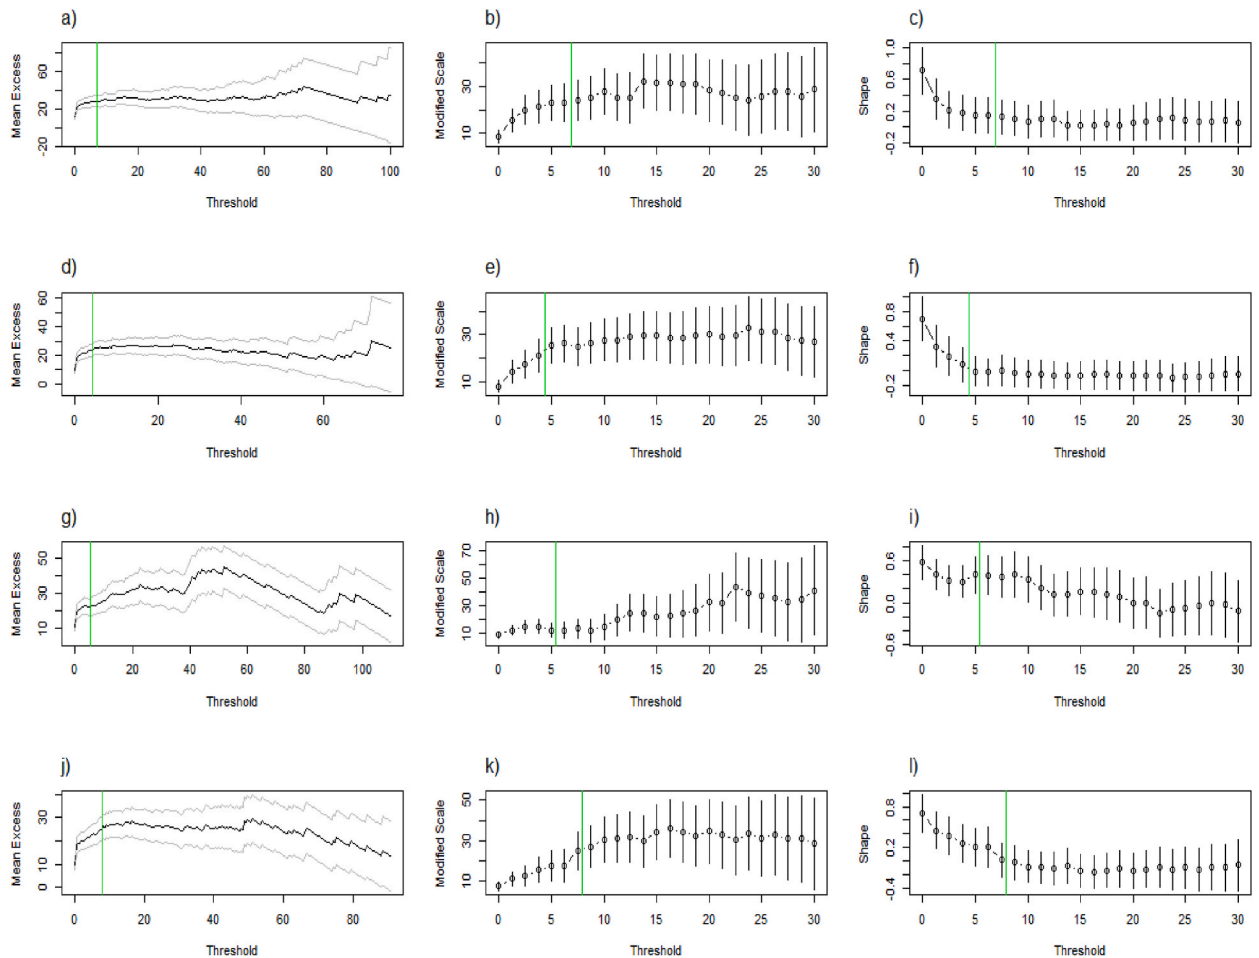 a)
Mean Excess
-20 20 60
0 20 40 60 80 100
Threshold
b)
Modified Scale
10 30
0 5 10 15 20 25 30
Threshold
c)
Shape
-0.2 0.2 0.6 1.0
0 5 10 15 20 25 30
Threshold
d)
Mean Excess
0 20 40 60
0 20 40 60
Threshold
e)
Modified Scale
10 30
0 5 10 15 20 25 30
Threshold
f)
Shape
-0.2 0.4 0.8
0 5 10 15 20 25 30
Threshold
g)
Mean Excess
10 30 50
0 20 40 60 80 100
Threshold
h)
Modified Scale
10 30 50 70
0 5 10 15 20 25 30
Threshold
i)
Shape
-0.6 0.0 0.6
0 5 10 15 20 25 30
Threshold
j)
Mean Excess
0 10 30
0 20 40 60 80
Threshold
k)
Modified Scale
10 30 50
0 5 10 15 20 25 30
Threshold
l)
Shape
-0.4 0.2 0.8
0 5 10 15 20 25 30
Threshold